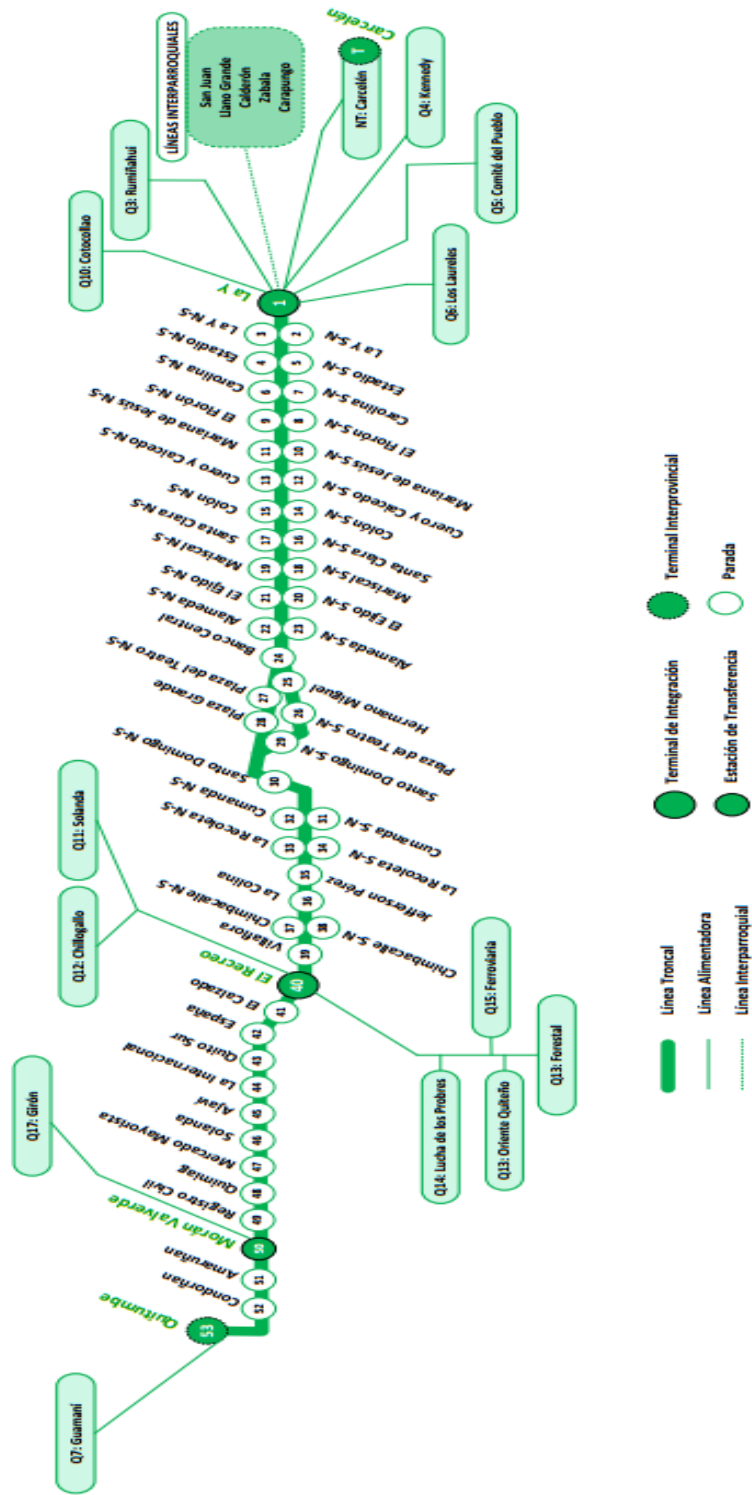 Q7: Guamaní
Quitumbe
53
52
Condorñan
51
Amaruñan
50
Morán Valverde
Q17: Girón
49
Registro Civil
48
Quimiag
47
Mercado Mayorista
46
Solanda
45
Ajaví
44
La Internacional
43
Quito Sur
42
España
41
El Calzado
40
El Recreo
Q12: Chillogallo
Q11: Solanda
Q14: Lucha de los Probres
Q13: Oriente Quiteño
Q15: Ferroviaria
Q13: Forestal
39
Villaflora
37
Chimbacalle N-S
38
Chimbacalle S-N
36
La Colina
35
Jefferson Pérez
33
La Recoleta N-S
34
La Recoleta S-N
32
Cumanda N-S
31
Cumanda S-N
30
Santo Domingo N-S
29
Santo Domingo S-N
28
Plaza Grande
27
Plaza del Teatro N-S
26
Plaza del Teatro S-N
25
Hermano Miguel
24
Banco Central
22
Alameda N-S
23
Alameda S-N
21
El Ejido N-S
20
El Ejido S-N
19
Mariscal N-S
18
Mariscal S-N
17
Santa Clara N-S
16
Santa Clara S-N
15
Colón N-S
14
Colón S-N
13
Cuero y Caicedo N-S
12
Cuero y Caicedo S-N
11
Mariana de Jesús N-S
10
Mariana de Jesús S-N
9
El Florón N-S
8
El Florón S-N
6
Carolina N-S
7
Carolina S-N
4
Estadio N-S
5
Estadio S-N
3
La Y N-S
2
La Y S-N
1
La Y
Q10: Cotocollao
Q3: Rumiñahui
LÍNEAS INTERPARROQUIALES
San Juan
Llano Grande
Calderón
Zabala
Carapungo
Carcelén
T
NT: Carcelén
Q4: Kennedy
Q5: Comité del Pueblo
Q6: Los Laureles
Línea Troncal
Línea Alimentadora
Línea Interparroquial
Terminal de Integración
Estación de Transferencia
Terminal Interprovincial
Parada